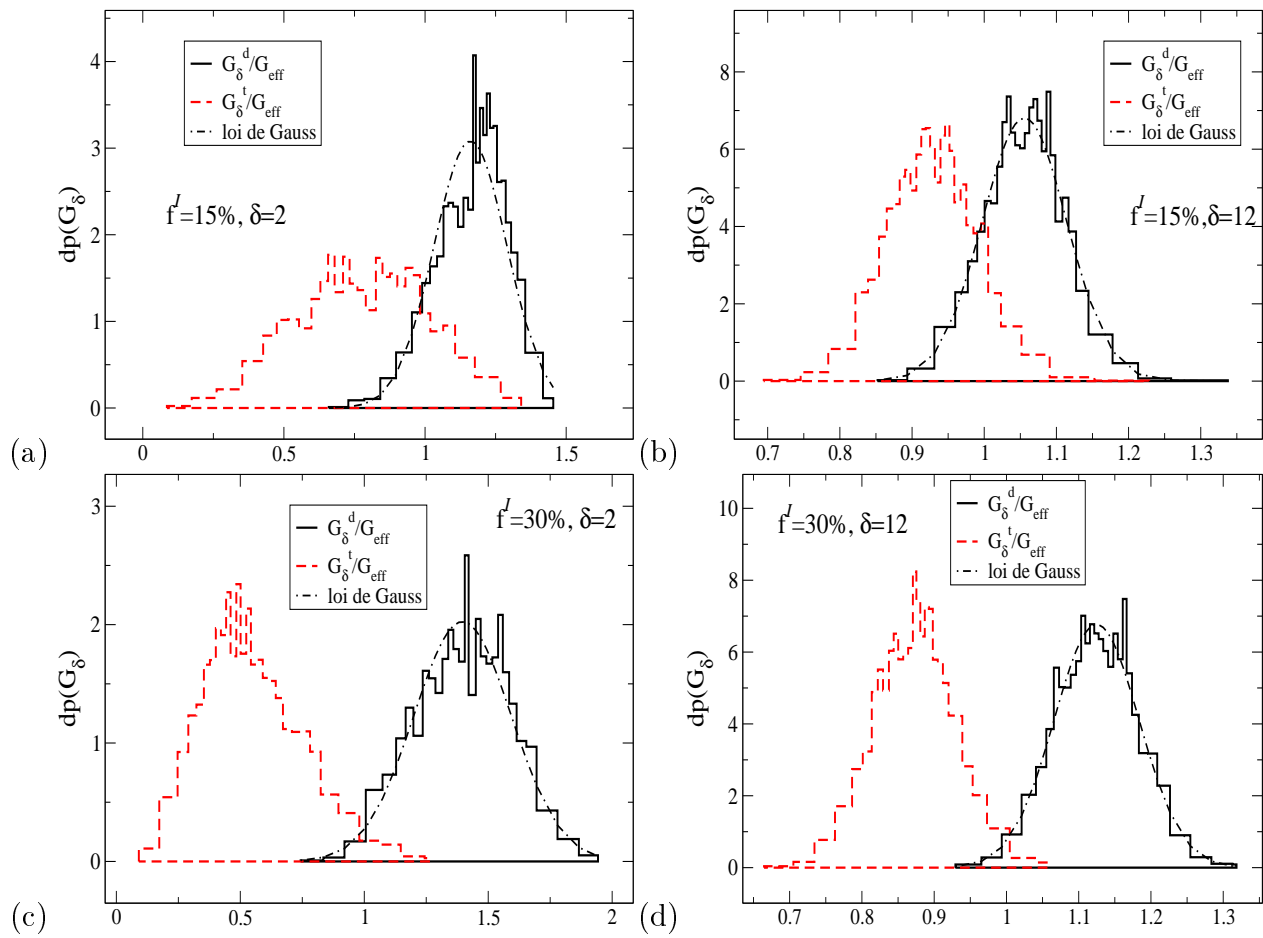 4
3
2
1
0
dp(G_δ)
G_δ^d/G_eff
G_δ^t/G_eff
loi de Gauss
f^I=15%, δ=2
0 0.5 1 1.5
(a)
8
6
4
2
0
dp(G_δ)
G_δ^d/G_eff
G_δ^t/G_eff
loi de Gauss
f^I=15%,δ=12
0.7 0.8 0.9 1 1.1 1.2 1.3
(b)
3
2
1
0
dp(G_δ)
G_δ^d/G_eff
G_δ^t/G_eff
loi de Gauss
f^I=30%, δ=2
0 0.5 1 1.5 2
(c)
10
8
6
4
2
0
dp(G_δ)
f^I=30%, δ=12
G_δ^d/G_eff
G_δ^t/G_eff
loi de Gauss
0.7 0.8 0.9 1 1.1 1.2 1.3
(d)